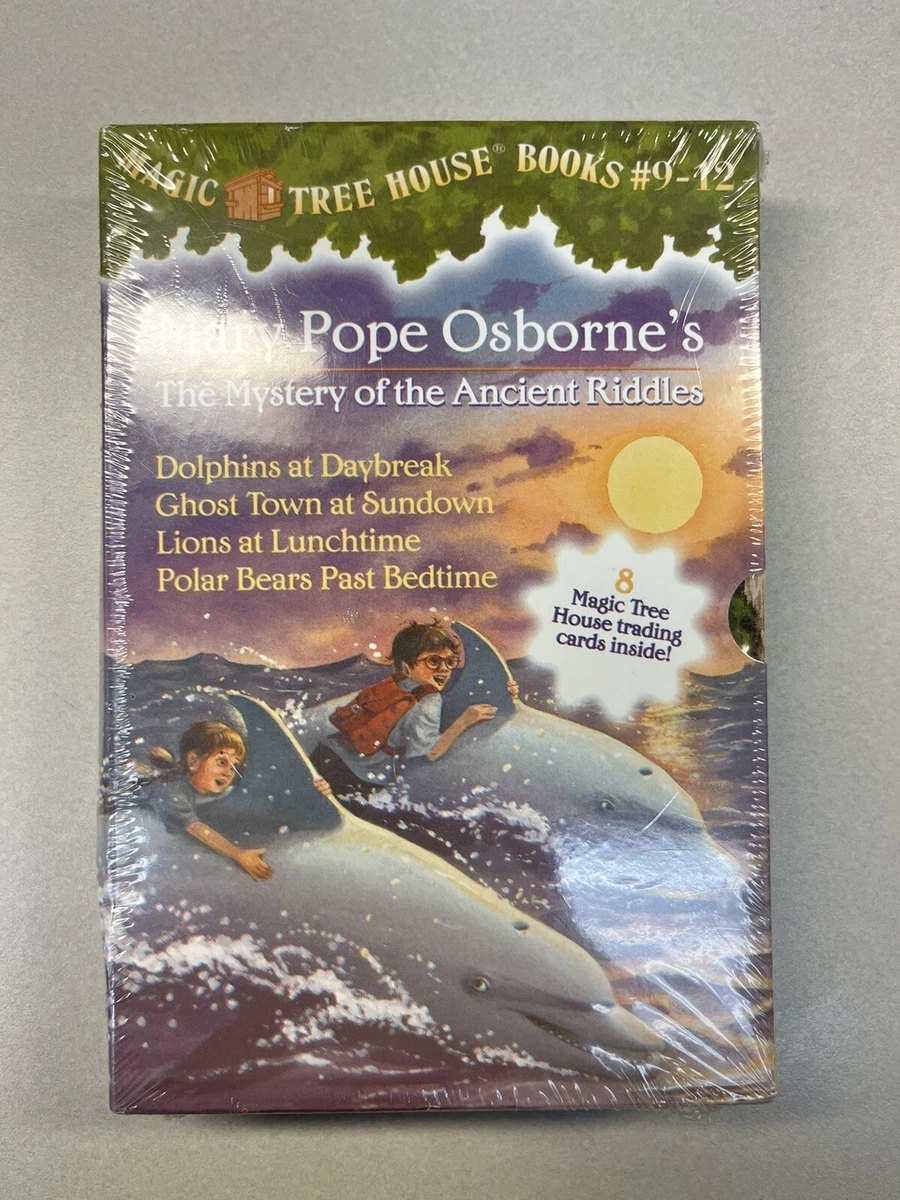 MAGIC TREE HOUSE® BOOKS #9-12
Mary Pope Osborne's
The Mystery of the Ancient Riddles
Dolphins at Daybreak
Ghost Town at Sundown
Lions at Lunchtime
Polar Bears Past Bedtime
8
Magic Tree
House trading
cards inside!